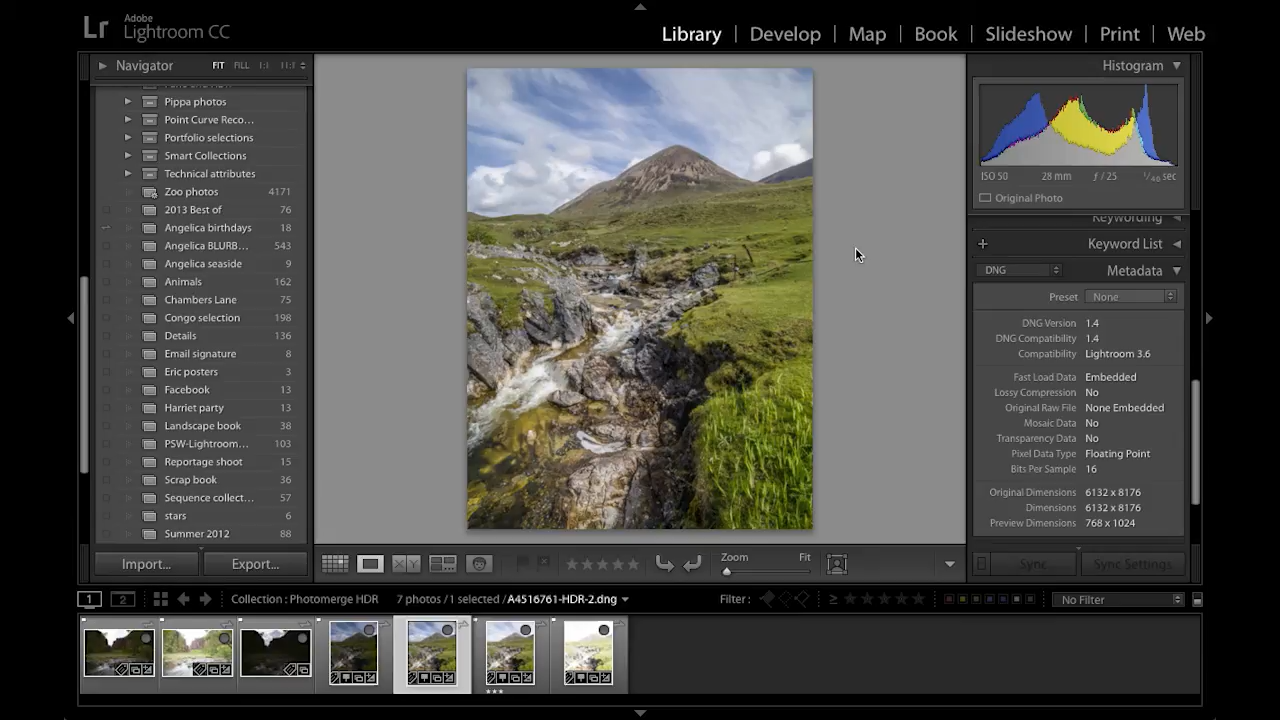 Lr Adobe Lightroom CC
Library | Develop | Map | Book | Slideshow | Print | Web
Navigator FIT FILL 1:1 11:1
Pippa photos
Point Curve Reco...
Portfolio selections
Smart Collections
Technical attributes
Zoo photos 4171
2013 Best of 76
Angelica birthdays 18
Angelica BLURB... 543
Angelica seaside 9
Animals 162
Chambers Lane 75
Congo selection 198
Details 136
Email signature 8
Eric posters 3
Facebook 13
Harriet party 13
Landscape book 38
PSW-Lightroom... 103
Reportage shoot 15
Scrap book 36
Sequence collect... 57
stars 6
Summer 2012 88
Import... Export...
Histogram
ISO 50 28 mm ƒ / 25 1/40 sec
Original Photo
Keywording
Keyword List
DNG Metadata
Preset None
DNG Version 1.4
DNG Compatibility 1.4
Compatibility Lightroom 3.6
Fast Load Data Embedded
Lossy Compression No
Original Raw File None Embedded
Mosaic Data No
Transparency Data No
Pixel Data Type Floating Point
Bits Per Sample 16
Original Dimensions 6132 x 8176
Dimensions 6132 x 8176
Preview Dimensions 768 x 1024
Sync... Sync Settings
XY Zoom Fit
1 2 Collection : Photomerge HDR 7 photos / 1 selected / A4516761-HDR-2.dng Filter : ≥ No Filter